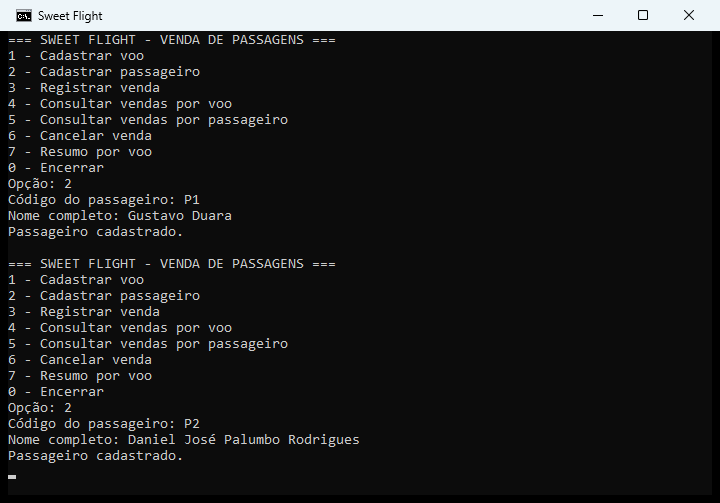 Sweet Flight
=== SWEET FLIGHT - VENDA DE PASSAGENS ===
1 - Cadastrar voo
2 - Cadastrar passageiro
3 - Registrar venda
4 - Consultar vendas por voo
5 - Consultar vendas por passageiro
6 - Cancelar venda
7 - Resumo por voo
0 - Encerrar
Opção: 2
Código do passageiro: P1
Nome completo: Gustavo Duara
Passageiro cadastrado.

=== SWEET FLIGHT - VENDA DE PASSAGENS ===
1 - Cadastrar voo
2 - Cadastrar passageiro
3 - Registrar venda
4 - Consultar vendas por voo
5 - Consultar vendas por passageiro
6 - Cancelar venda
7 - Resumo por voo
0 - Encerrar
Opção: 2
Código do passageiro: P2
Nome completo: Daniel José Palumbo Rodrigues
Passageiro cadastrado.